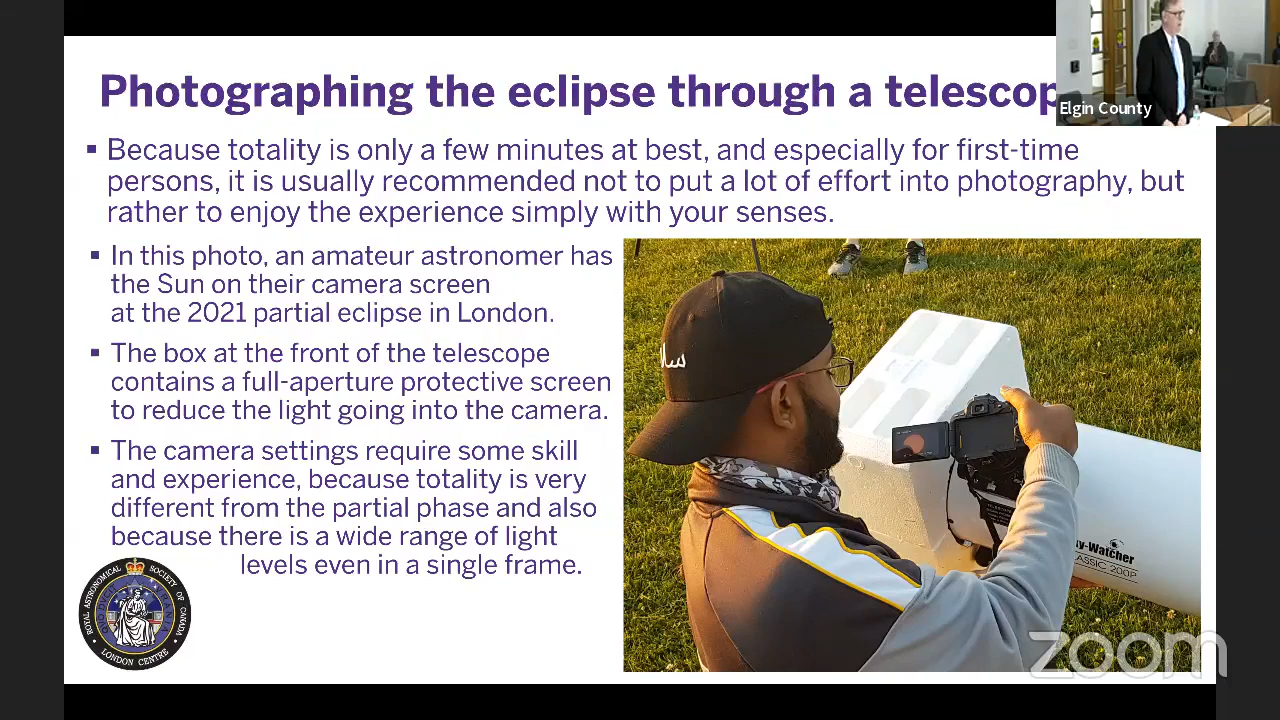 Photographing the eclipse through a telescop
Elgin County
▪ Because totality is only a few minutes at best, and especially for first-time
persons, it is usually recommended not to put a lot of effort into photography, but
rather to enjoy the experience simply with your senses.
▪ In this photo, an amateur astronomer has
the Sun on their camera screen
at the 2021 partial eclipse in London.
▪ The box at the front of the telescope
contains a full-aperture protective screen
to reduce the light going into the camera.
▪ The camera settings require some skill
and experience, because totality is very
different from the partial phase and also
because there is a wide range of light
levels even in a single frame.
ROYAL ASTRONOMICAL SOCIETY OF CANADA
LONDON CENTRE
y-Watcher
ASSIC 200P
zoom